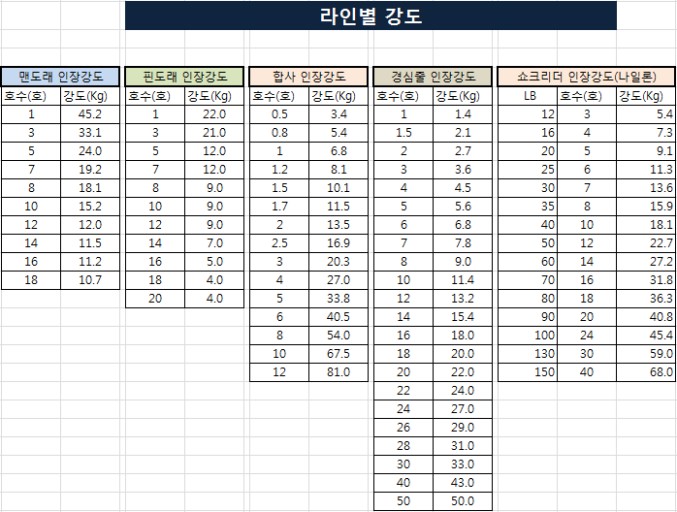 라인별 강도
맨도래 인장강도 핀도래 인장강도 합사 인장강도 경심줄 인장강도 쇼크리더 인장강도(나일론)
호수(호) 강도(Kg) 호수(호) 강도(Kg) 호수(호) 강도(Kg) 호수(호) 강도(Kg) LB 호수(호) 강도(Kg)
1 45.2 1 22.0 0.5 3.4 1 1.4 12 3 5.4
3 33.1 3 21.0 0.8 5.4 1.5 2.1 16 4 7.3
5 24.0 5 12.0 1 6.8 2 2.7 20 5 9.1
7 19.2 7 12.0 1.2 8.1 3 3.6 25 6 11.3
8 18.1 8 9.0 1.5 10.1 4 4.5 30 7 13.6
10 15.2 10 9.0 1.7 11.5 5 5.6 35 8 15.9
12 12.0 12 9.0 2 13.5 6 6.8 40 10 18.1
14 11.5 14 7.0 2.5 16.9 7 7.8 50 12 22.7
16 11.2 16 5.0 3 20.3 8 9.0 60 14 27.2
18 10.7 18 4.0 4 27.0 10 11.4 70 16 31.8
20 4.0 5 33.8 12 13.2 80 18 36.3
6 40.5 14 15.4 90 20 40.8
8 54.0 16 18.0 100 24 45.4
10 67.5 18 20.0 130 30 59.0
12 81.0 20 22.0 150 40 68.0
22 24.0
24 27.0
26 29.0
28 31.0
30 33.0
40 43.0
50 50.0